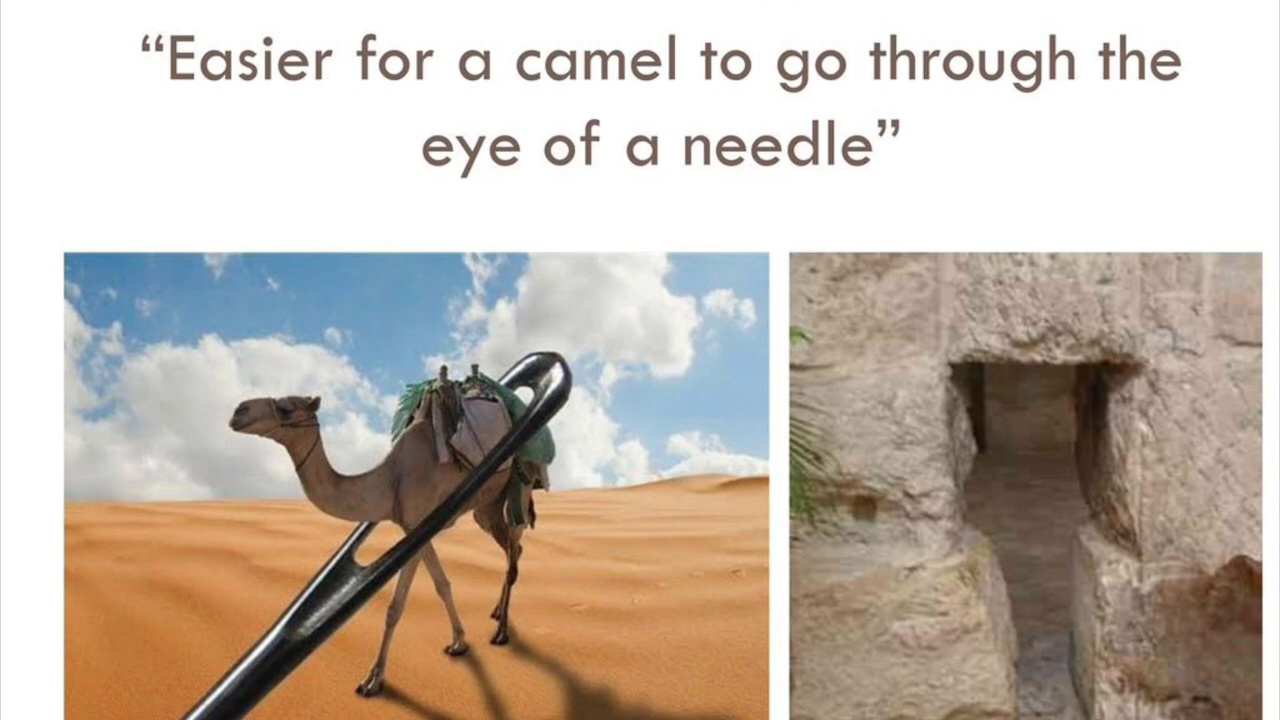 “Easier for a camel to go through the
eye of a needle”